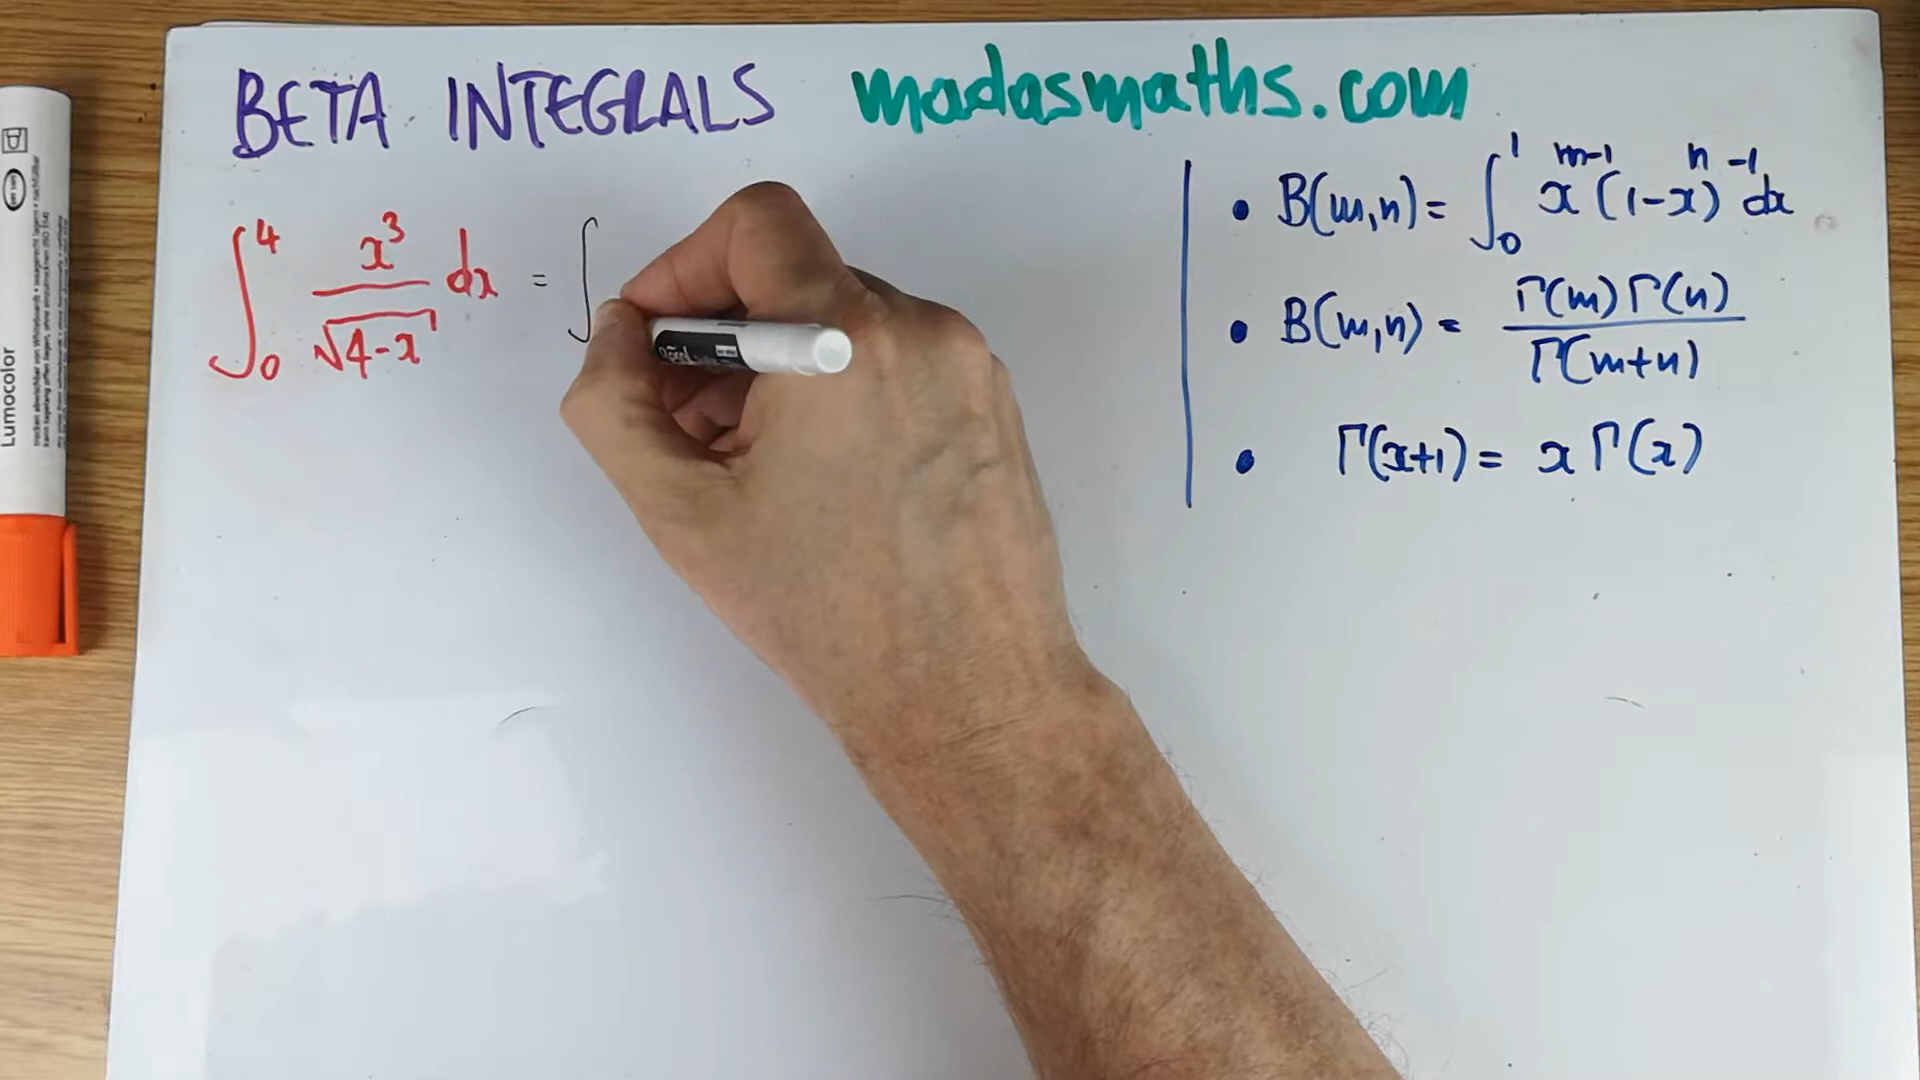 BETA INTEGRALS madasmaths.com
∫₀⁴ x³/√(4-x) dx = ∫
• B(m,n) = ∫₀¹ x^(m-1) (1-x)^(n-1) dx
• B(m,n) = Γ(m)Γ(n)/Γ(m+n)
• Γ(x+1) = x Γ(x)
Lumocolor